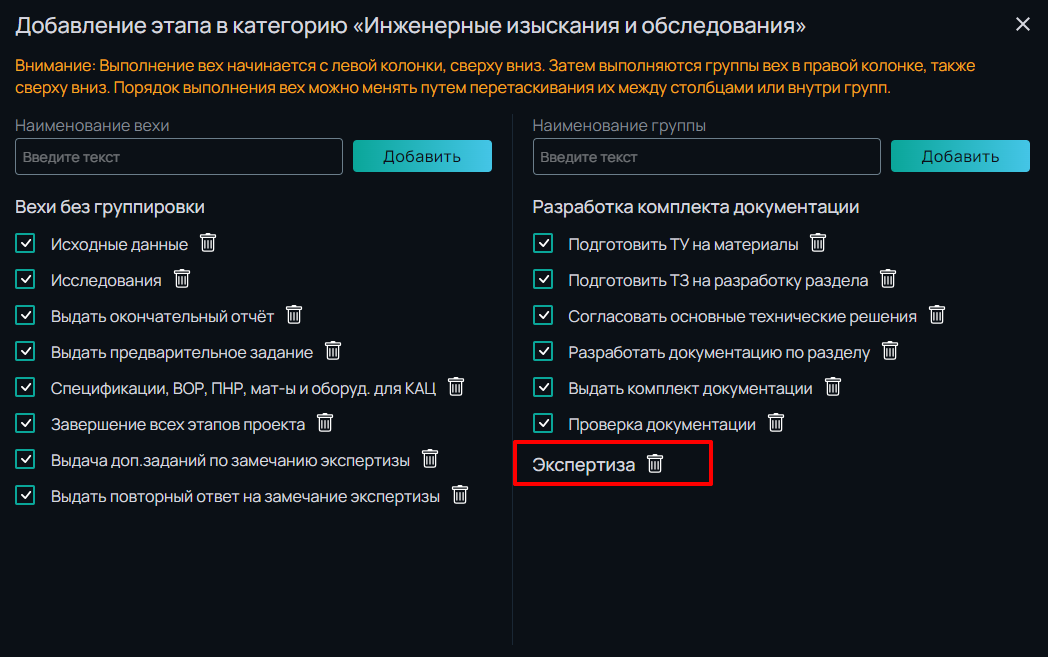 Добавление этапа в категорию «Инженерные изыскания и обследования»
Внимание: Выполнение вех начинается с левой колонки, сверху вниз. Затем выполняются группы вех в правой колонке, также
сверху вниз. Порядок выполнения вех можно менять путем перетаскивания их между столбцами или внутри групп.
Наименование вехи
Введите текст
Добавить
Вехи без группировки
Исходные данные
Исследования
Выдать окончательный отчёт
Выдать предварительное задание
Спецификации, ВОР, ПНР, мат-ы и оборуд. для КАЦ
Завершение всех этапов проекта
Выдача доп.заданий по замечанию экспертизы
Выдать повторный ответ на замечание экспертизы
Наименование группы
Введите текст
Добавить
Разработка комплекта документации
Подготовить ТУ на материалы
Подготовить ТЗ на разработку раздела
Согласовать основные технические решения
Разработать документацию по разделу
Выдать комплект документации
Проверка документации
Экспертиза